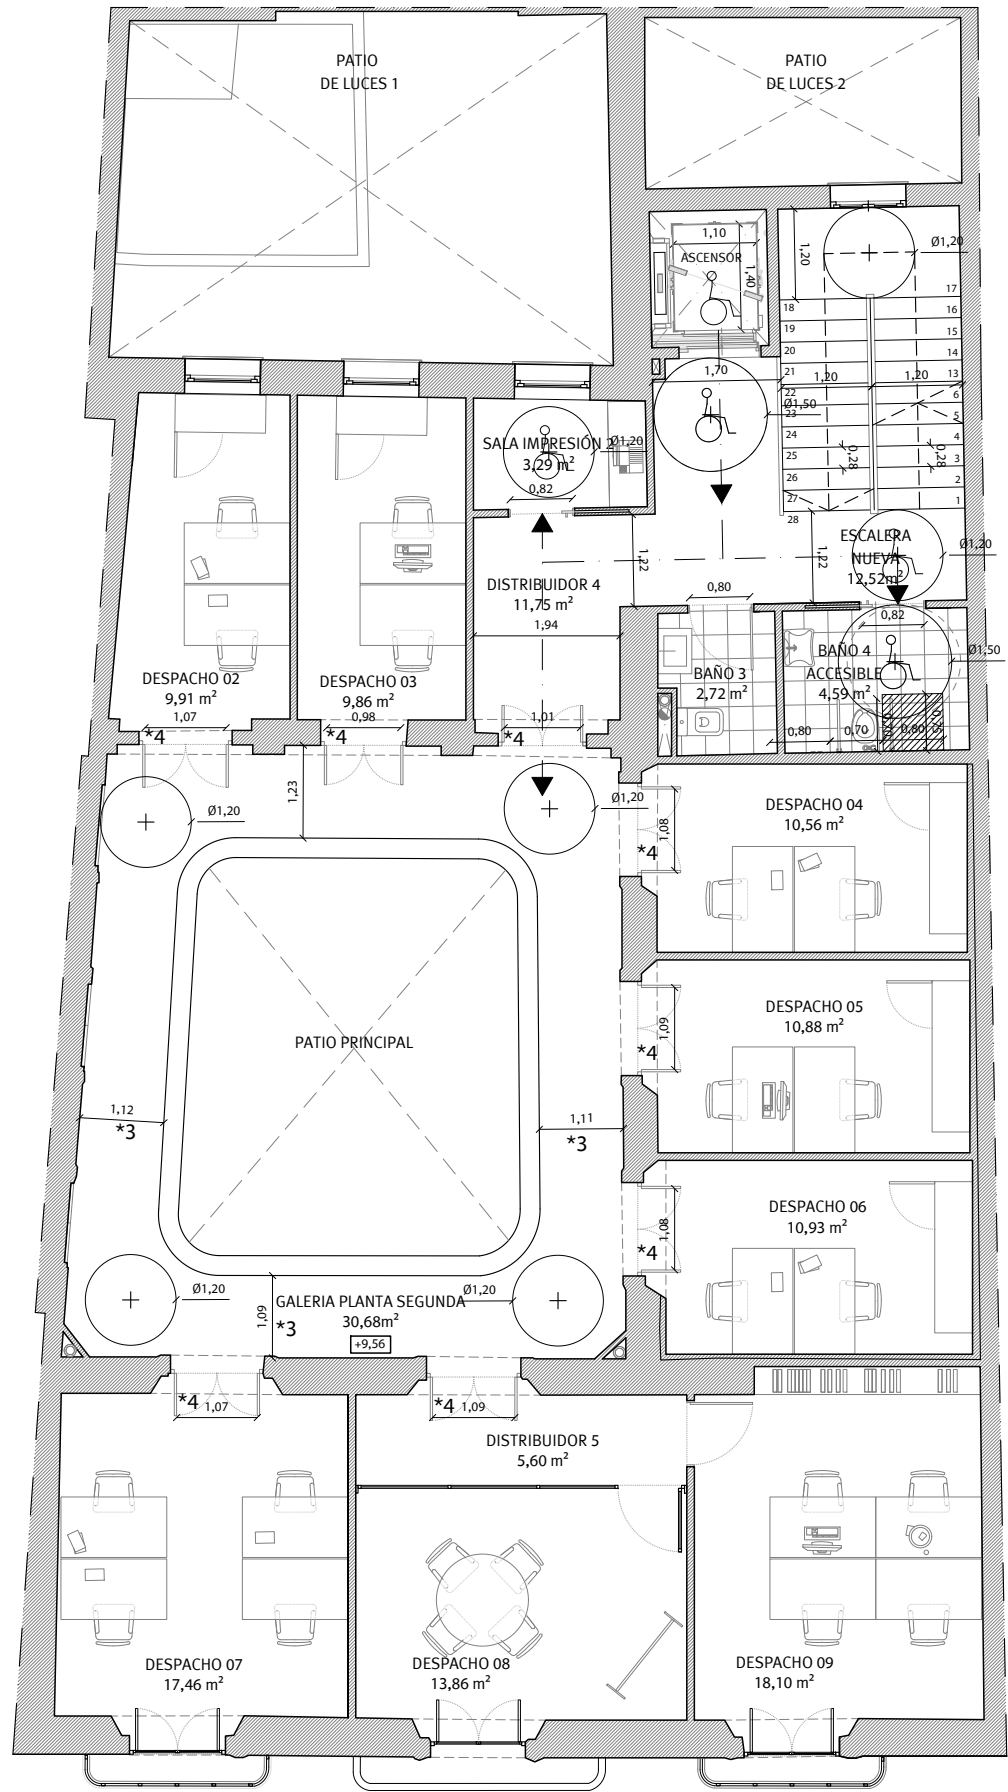 PATIO
DE LUCES 1
PATIO
DE LUCES 2
1,10
ASCENSOR
1,40
1,20
Ø1,20
17
18
16
19
15
20
14
21
13
1,70
1,20
1,20
22
6
23
5
Ø1,50
24
4
25
3
0,28
0,28
26
2
27
1
28
SALA IMPRESIÓN 2
3,29 m²
Ø1,20
0,82
ESCALERA
NUEVA
12,52m²
Ø1,20
1,22
1,22
DISTRIBUIDOR 4
11,75 m²
1,94
0,80
0,82
BAÑO 3
2,72 m²
BAÑO 4
ACCESIBLE
4,59 m²
Ø1,50
0,80
0,70
0,80
DESPACHO 02
9,91 m²
1,07
*4
DESPACHO 03
9,86 m²
0,98
*4
1,01
*4
1,23
Ø1,20
Ø1,20
DESPACHO 04
10,56 m²
1,08
*4
DESPACHO 05
10,88 m²
1,09
*4
PATIO PRINCIPAL
1,12
*3
1,11
*3
DESPACHO 06
10,93 m²
1,08
*4
Ø1,20
1,09
*3
GALERIA PLANTA SEGUNDA
30,68m²
+9,56
Ø1,20
*4
1,07
*4
1,09
DISTRIBUIDOR 5
5,60 m²
DESPACHO 07
17,46 m²
DESPACHO 08
13,86 m²
DESPACHO 09
18,10 m²